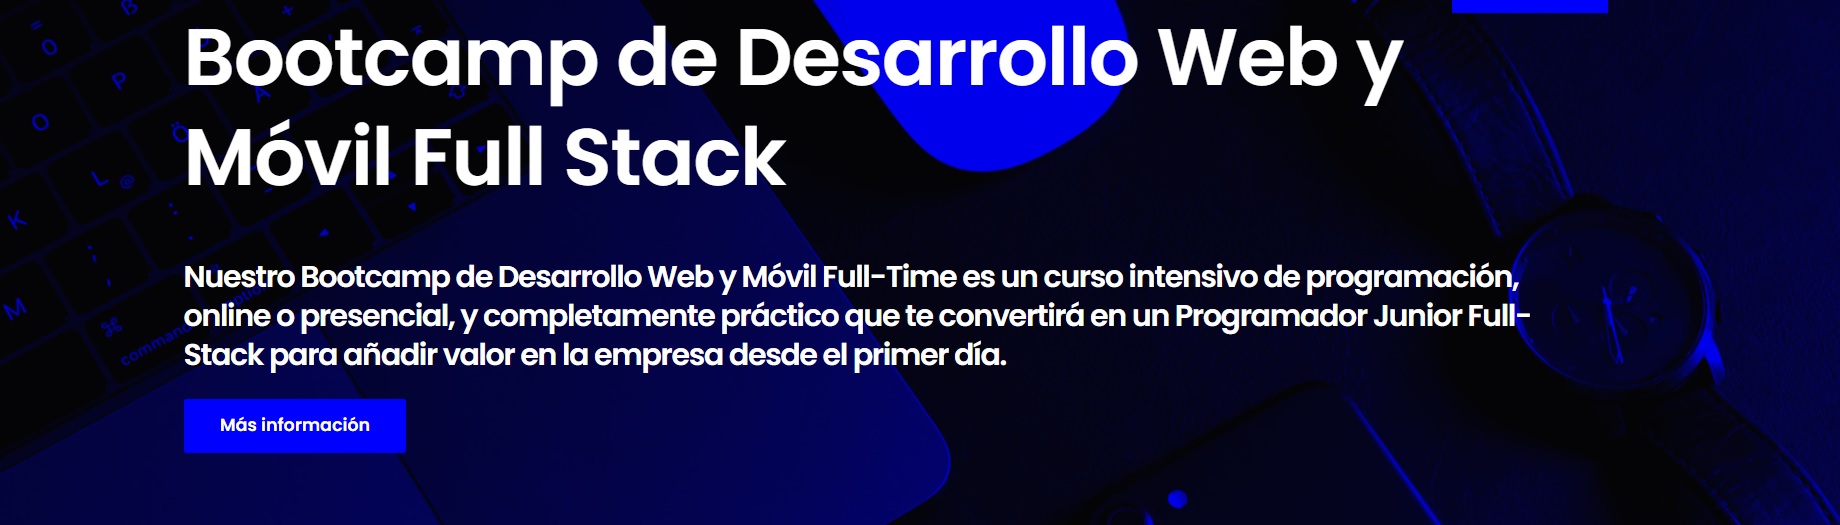 Bootcamp de Desarrollo Web y
Móvil Full Stack
Nuestro Bootcamp de Desarrollo Web y Móvil Full-Time es un curso intensivo de programación,
online o presencial, y completamente práctico que te convertirá en un Programador Junior Full-
Stack para añadir valor en la empresa desde el primer día.
Más información